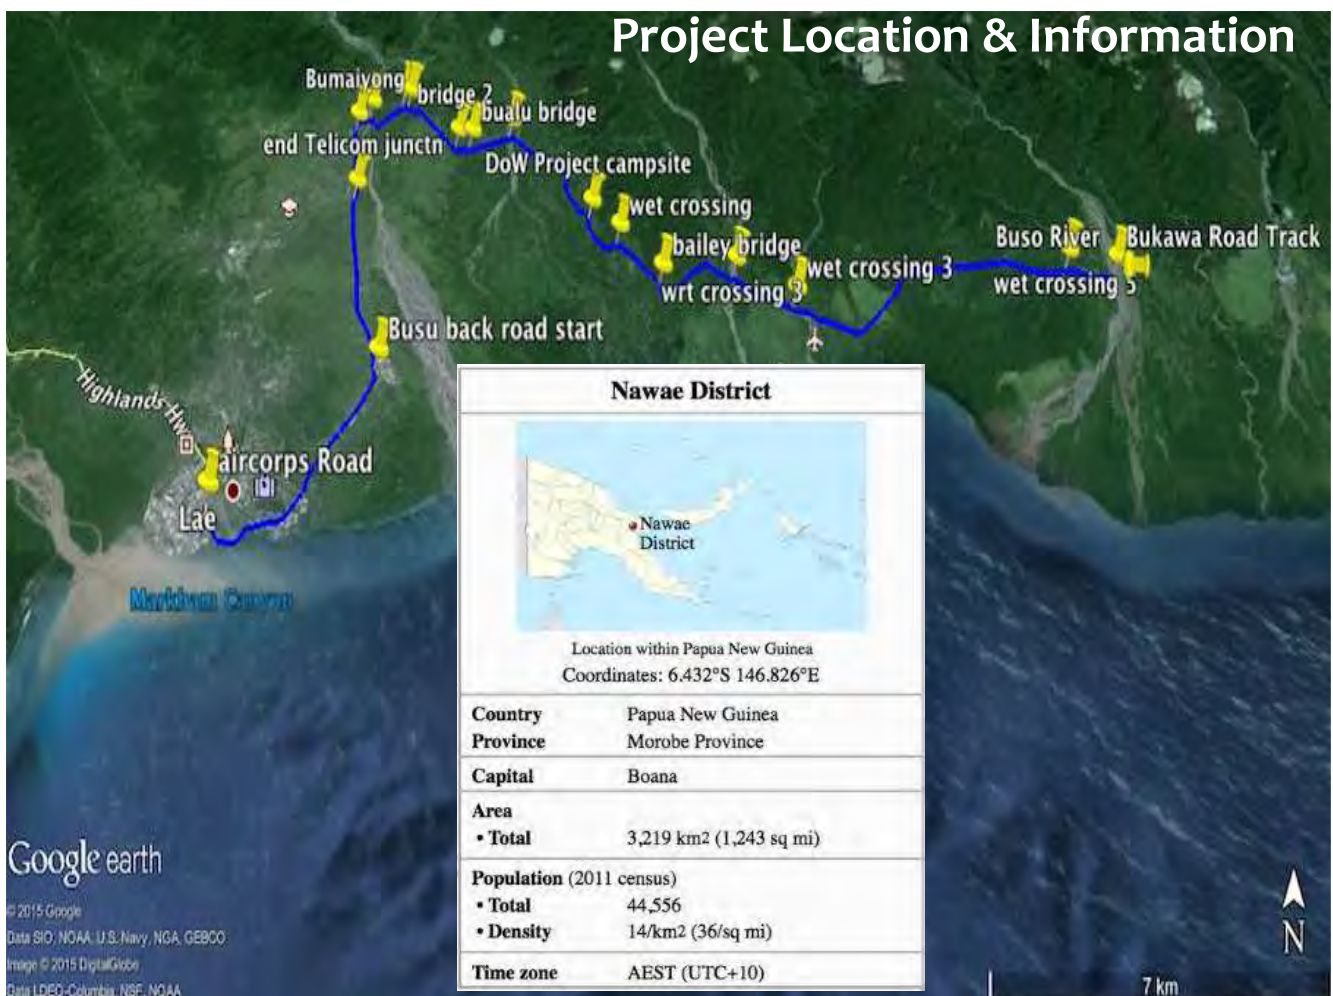 Project Location & Information
Bumaiyong
bridge 2
bualu bridge
end Telicom junctn
DoW Project campsite
wet crossing
bailey bridge
wet crossing 3
wrt crossing 3
Buso River
Bukawa Road Track
wet crossing 5
Busu back road start
Highlands Hwy
aircorps Road
Lae
Markham Canyon
Nawae District
Nawae
District
Location within Papua New Guinea
Coordinates: 6.432°S 146.826°E
Country Papua New Guinea
Province Morobe Province
Capital Boana
Area
• Total 3,219 km2 (1,243 sq mi)
Population (2011 census)
• Total 44,556
• Density 14/km2 (36/sq mi)
Time zone AEST (UTC+10)
Google earth
© 2015 Google
Data SIO, NOAA, U.S. Navy, NGA, GEBCO
Image © 2015 DigitalGlobe
Data LDEO-Columbia, NSF, NOAA
N
7 km